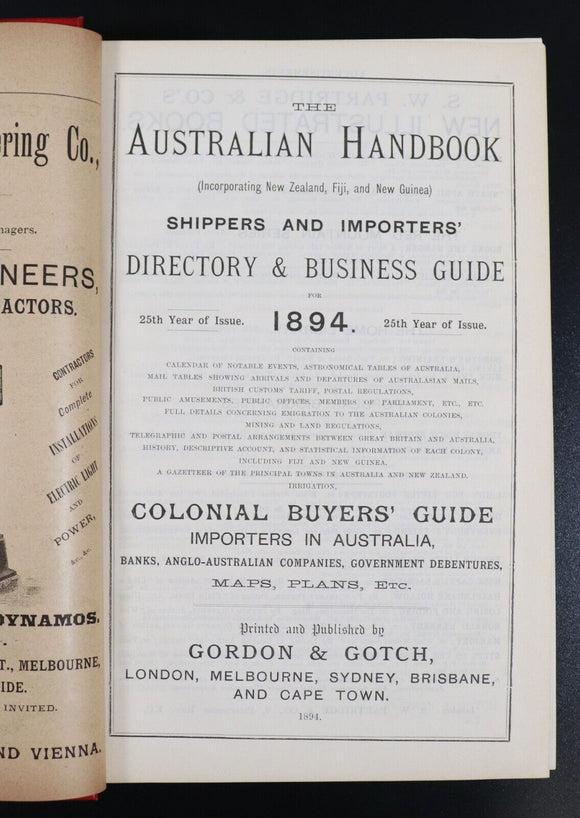 ring Co.,
nagers.
NEERS,
ACTORS.
CONTRACTORS
FOR
Complete
INSTALLATIONS
OF
ELECTRIC LIGHT
AND
POWER,
&c., &c.
DYNAMOS.
T., MELBOURNE,
IDE.
INVITED.
ND VIENNA.
THE
AUSTRALIAN HANDBOOK
(Incorporating New Zealand, Fiji, and New Guinea)
SHIPPERS AND IMPORTERS'
DIRECTORY & BUSINESS GUIDE
FOR
25th Year of Issue. 1894. 25th Year of Issue.
CONTAINING
CALENDAR OF NOTABLE EVENTS, ASTRONOMICAL TABLES OF AUSTRALIA,
MAIL TABLES SHOWING ARRIVALS AND DEPARTURES OF AUSTRALASIAN MAILS,
BRITISH CUSTOMS TARIFF, POSTAL REGULATIONS,
PUBLIC AMUSEMENTS, PUBLIC OFFICES, MEMBERS OF PARLIAMENT, ETC., ETC.
FULL DETAILS CONCERNING EMIGRATION TO THE AUSTRALIAN COLONIES,
MINING AND LAND REGULATIONS,
TELEGRAPHIC AND POSTAL ARRANGEMENTS BETWEEN GREAT BRITAIN AND AUSTRALIA,
HISTORY, DESCRIPTIVE ACCOUNT, AND STATISTICAL INFORMATION OF EACH COLONY,
INCLUDING FIJI AND NEW GUINEA,
A GAZETTEER OF THE PRINCIPAL TOWNS IN AUSTRALIA AND NEW ZEALAND.
IRRIGATION,
COLONIAL BUYERS' GUIDE
IMPORTERS IN AUSTRALIA,
BANKS, ANGLO-AUSTRALIAN COMPANIES, GOVERNMENT DEBENTURES,
MAPS, PLANS, ETC.
Printed and Published by
GORDON & GOTCH,
LONDON, MELBOURNE, SYDNEY, BRISBANE,
AND CAPE TOWN.
1894.